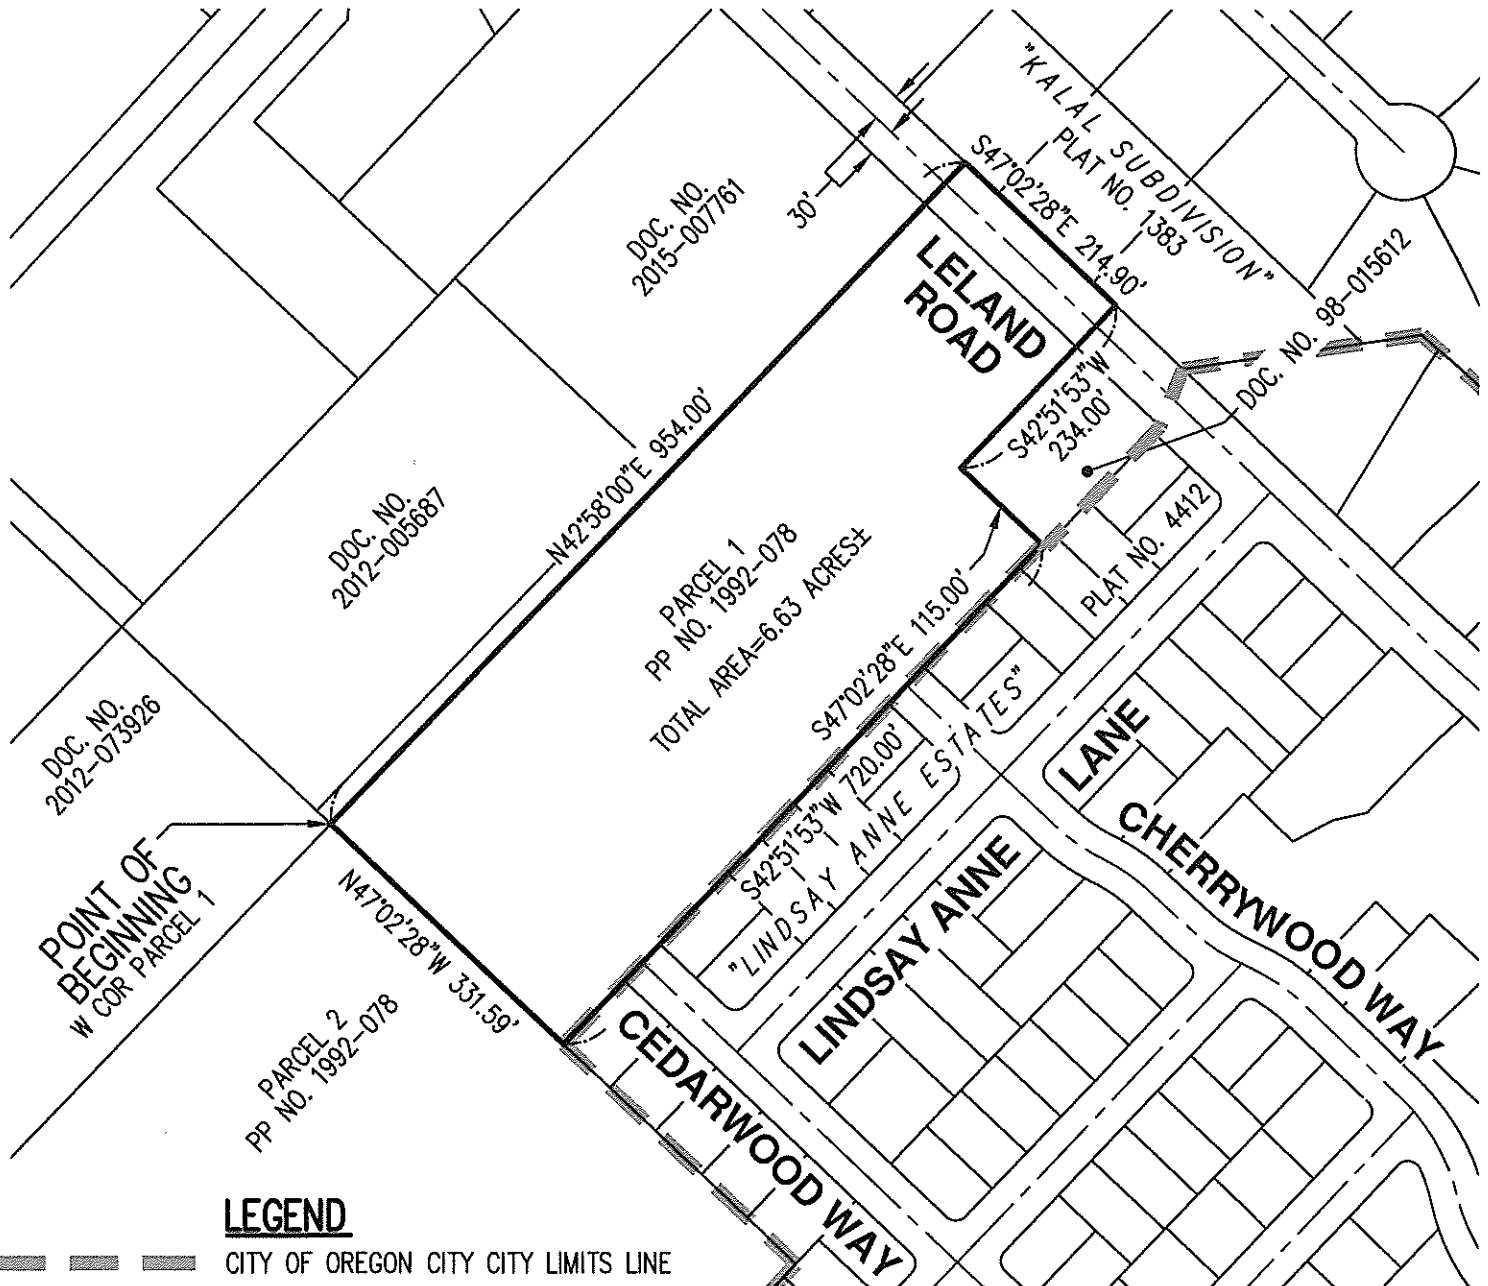 "KALAL SUBDIVISION"
PLAT NO. 1383
S47°02'28"E 214.90'
30'
DOC. NO.
2015-007761
LELAND
ROAD
DOC. NO. 98-015612
S42°51'53"W
234.00'
N42°58'00"E 954.00'
DOC. NO.
2012-005687
PARCEL 1
PP NO. 1992-078
TOTAL AREA=6.63 ACRES±
PLAT NO. 4412
S47°02'28"E 115.00'
DOC. NO.
2012-073926
S42°51'53"W 720.00'
"LINDSAY ANNE ESTATES"
LINDSAY ANNE LANE
CHERRYWOOD WAY
POINT OF
BEGINNING
W COR PARCEL 1
N47°02'28"W 331.59'
PARCEL 2
PP NO. 1992-078
CEDARWOOD WAY
LEGEND
CITY OF OREGON CITY CITY LIMITS LINE